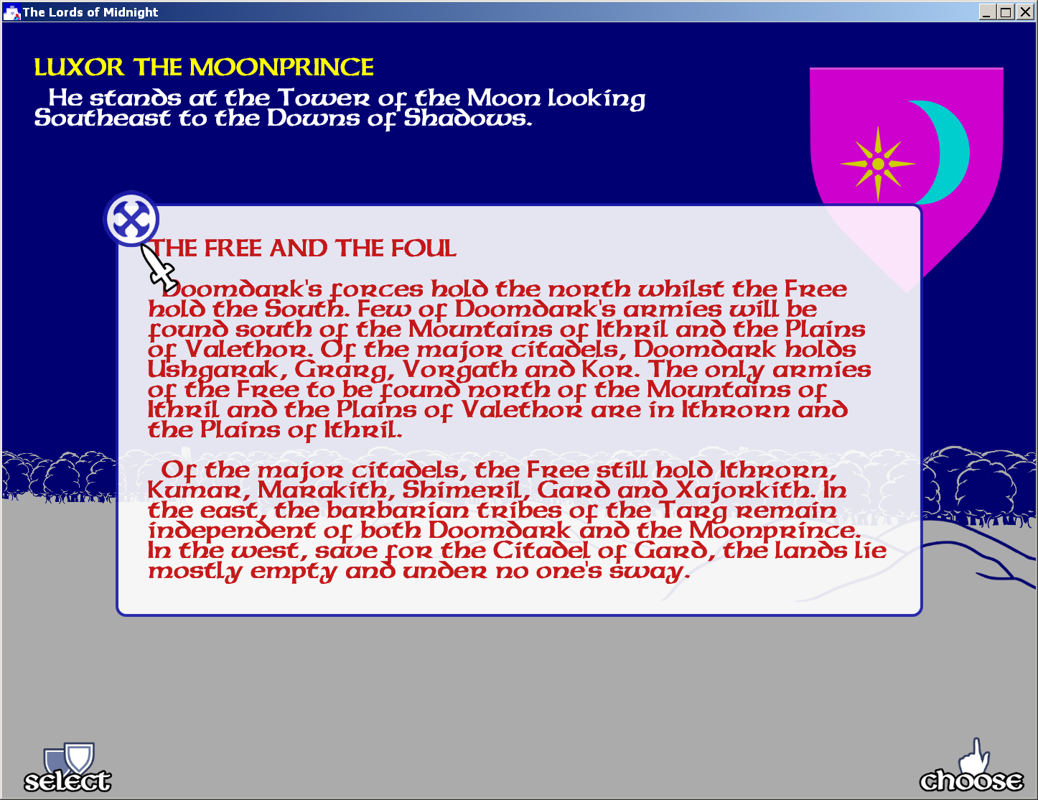 The Lords of Midnight
LUXOR THE MOONPRINCE
He stands at the Tower of the Moon looking
Southeast to the Downs of Shadows.
THE FREE AND THE FOUL
Doomdark's forces hold the north whilst the Free
hold the South. Few of Doomdark's armies will be
found south of the Mountains of Ithril and the Plains
of Valethor. Of the major citadels, Doomdark holds
Ushgarak, Grarg, Vorgath and Kor. The only armies
of the Free to be found north of the Mountains of
Ithril and the Plains of Valethor are in Ithrorn and
the Plains of Ithril.
Of the major citadels, the Free still hold Ithrorn,
Kumar, Marakith, Shimeril, Gard and Xajorkith. In
the east, the barbarian tribes of the Targ remain
independent of both Doomdark and the Moonprince.
In the west, save for the Citadel of Gard, the lands lie
mostly empty and under no one's sway.
select
choose